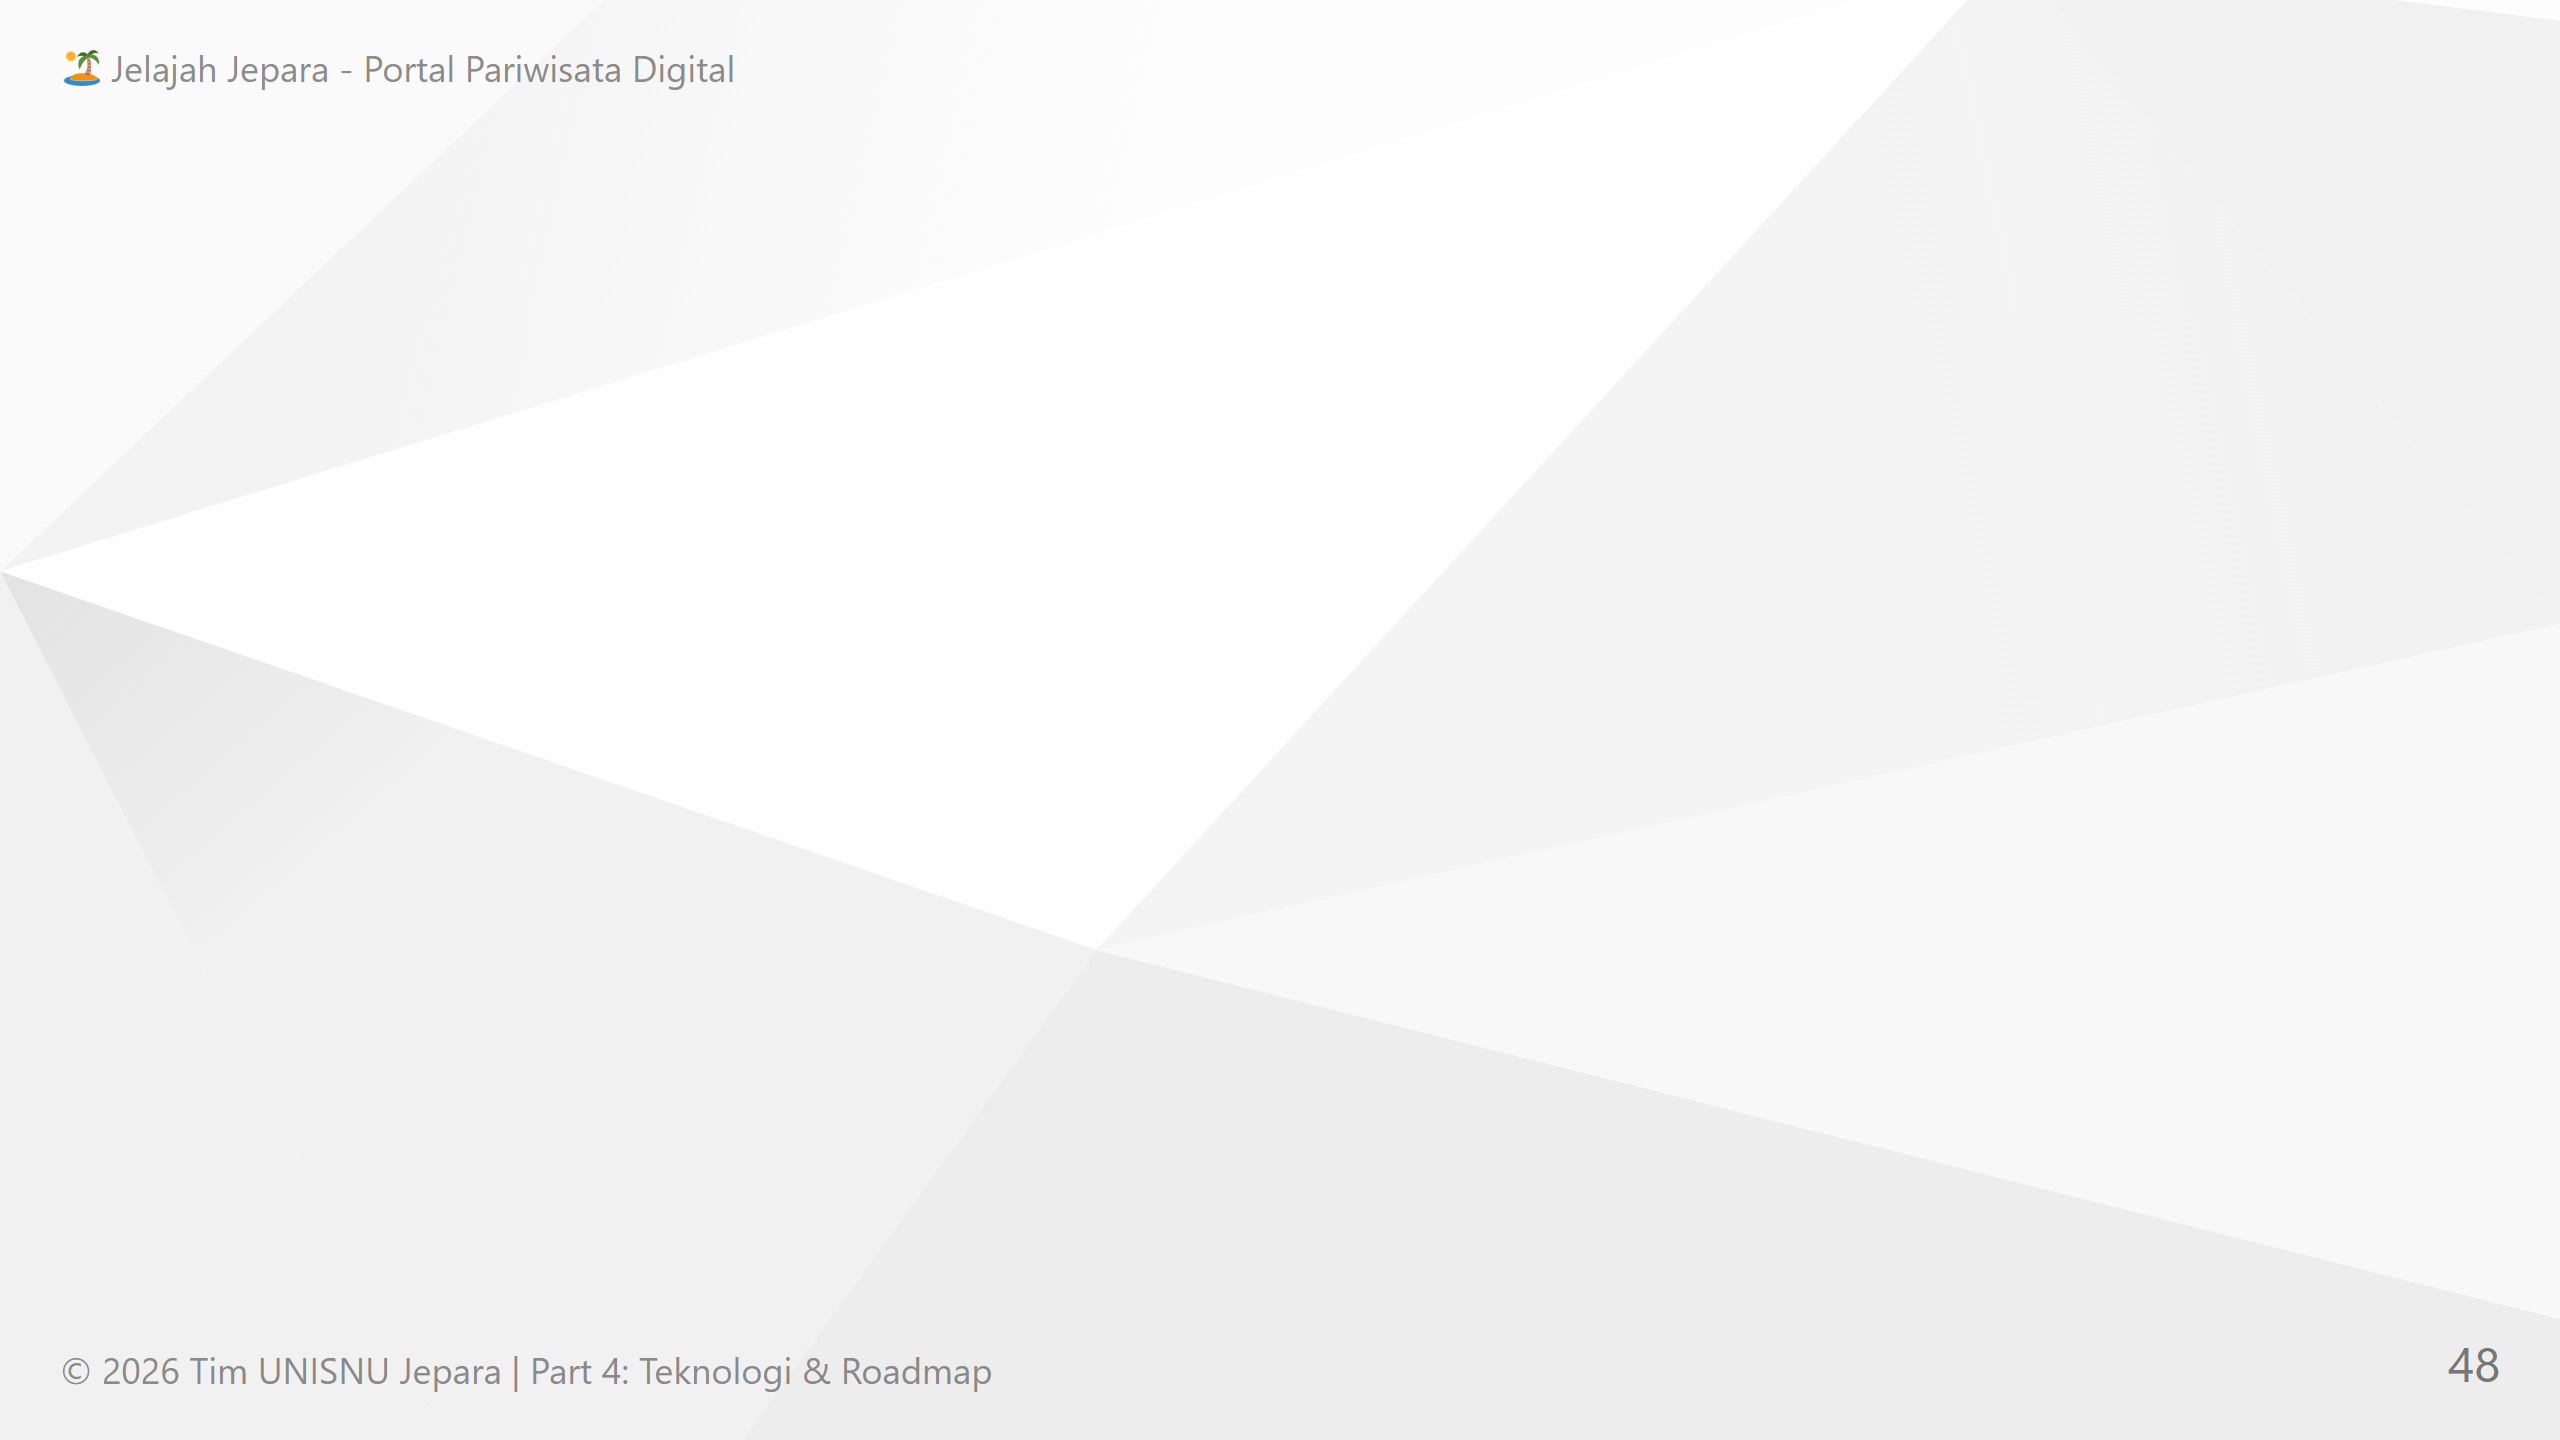 Jelajah Jepara - Portal Pariwisata Digital
© 2026 Tim UNISNU Jepara | Part 4: Teknologi & Roadmap
48